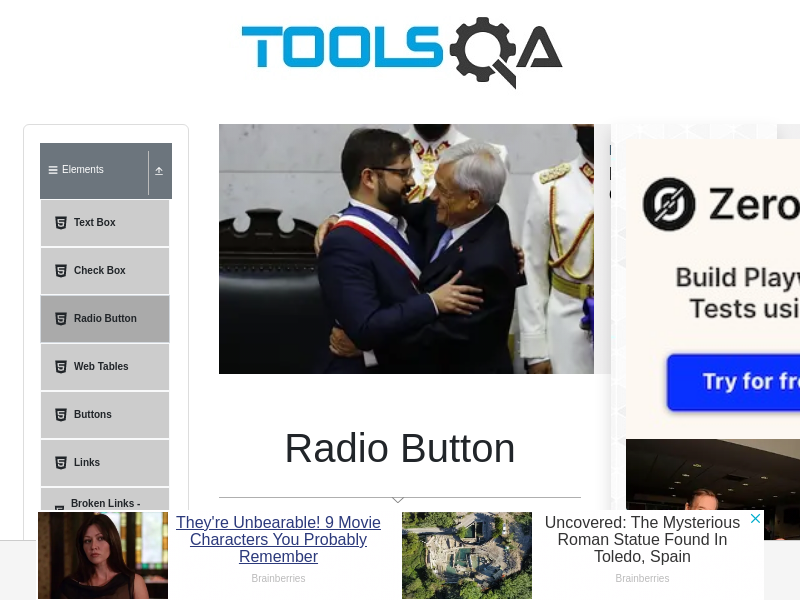 TOOLSQA
Elements
Text Box
Check Box
Radio Button
Web Tables
Buttons
Links
Broken Links -
Radio Button
Zero
Build Playw
Tests usi
Try for fre
They're Unbearable! 9 Movie
Characters You Probably
Remember
Brainberries
Uncovered: The Mysterious
Roman Statue Found In
Toledo, Spain
Brainberries